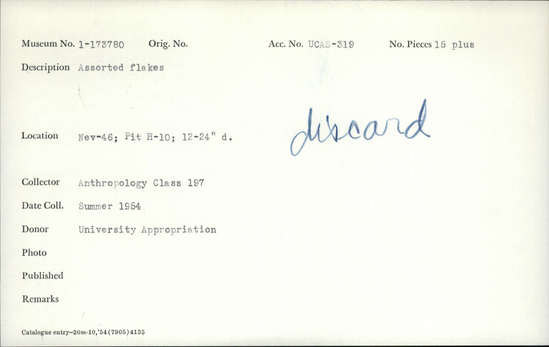 Museum No. 1-173780 Orig. No. Acc. No. UCAS-319 No. Pieces 15 plus
Description Assorted flakes
Location Nev-46; Pit H-10; 12-24" d.
discard
Collector Anthropology Class 197
Date Coll. Summer 1954
Donor University Appropriation
Photo
Published
Remarks
Catalogue entry—20m-10,'54(7905)4135